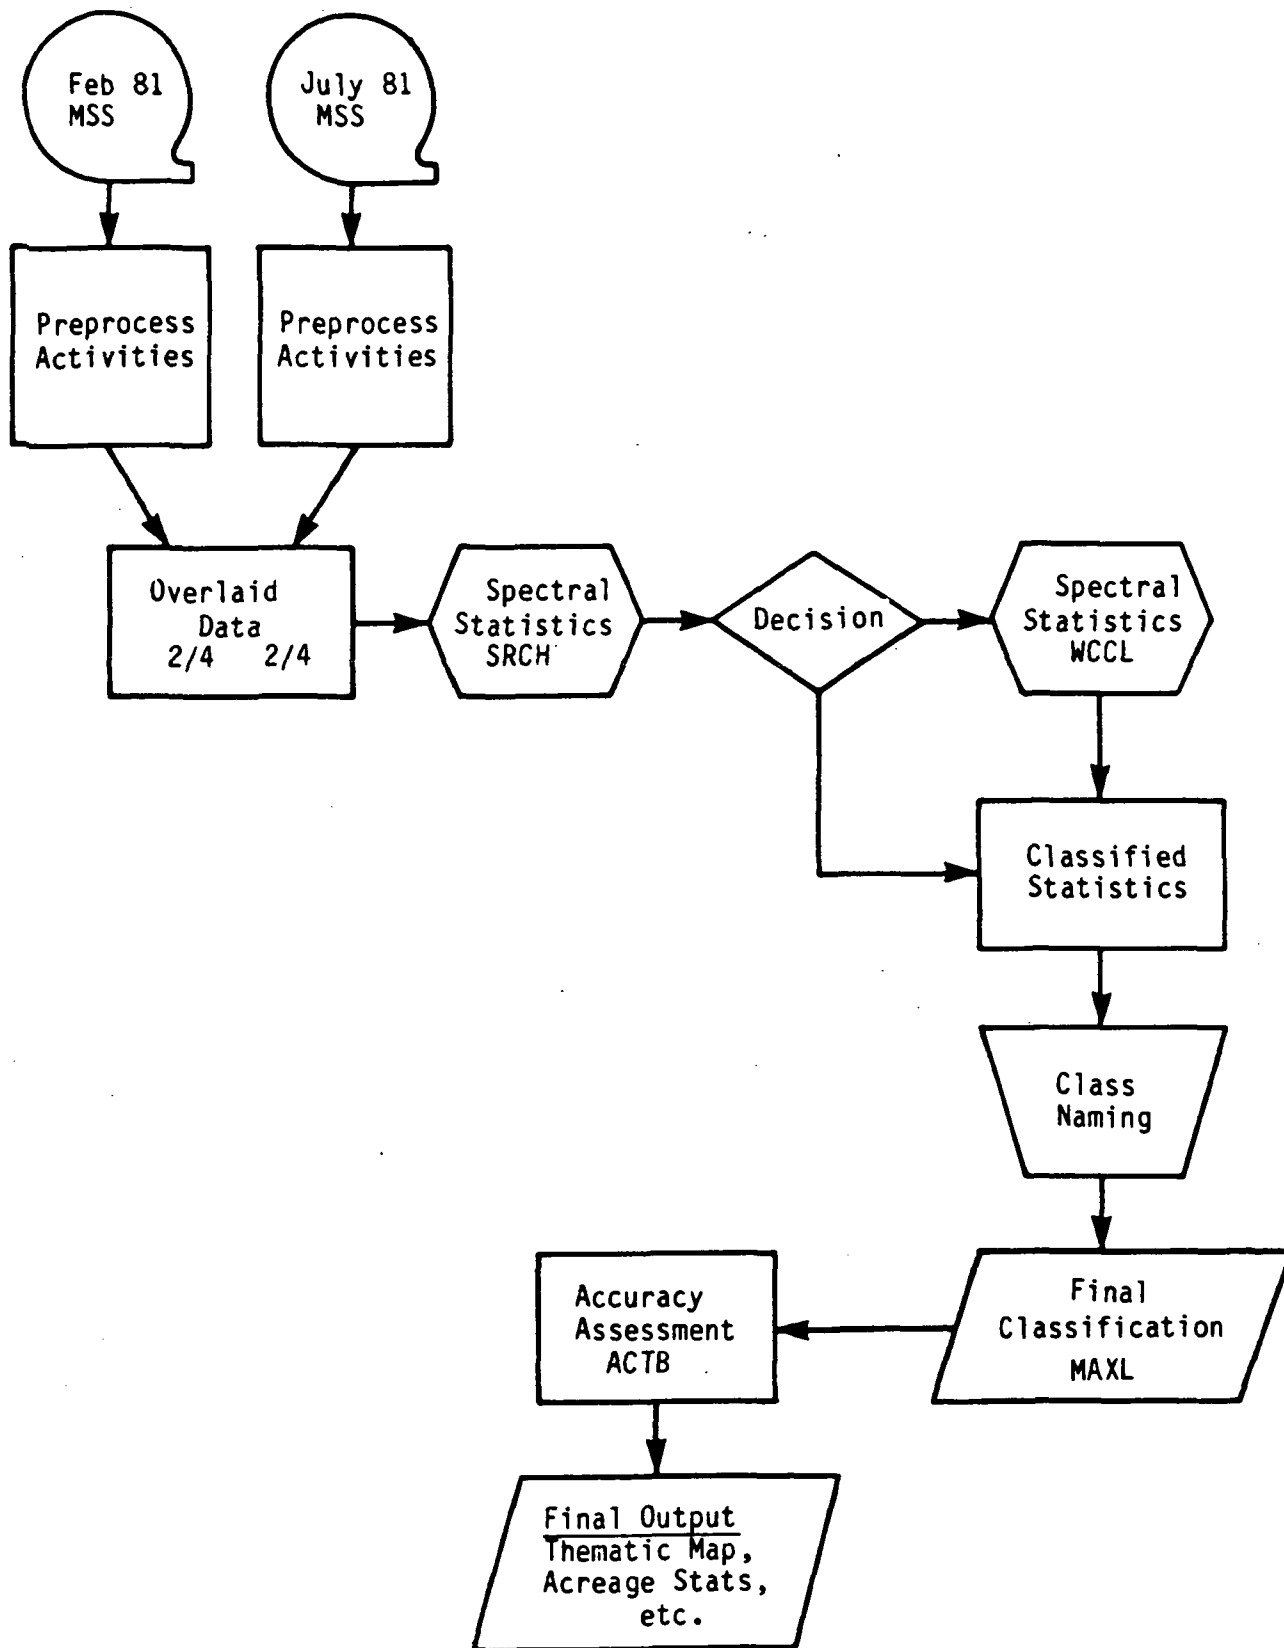 Feb 81
MSS
July 81
MSS
Preprocess
Activities
Preprocess
Activities
Overlaid
Data
2/4 2/4
Spectral
Statistics
SRCH
Decision
Spectral
Statistics
WCCL
Classified
Statistics
Class
Naming
Final
Classification
MAXL
Accuracy
Assessment
ACTB
Final Output
Thematic Map,
Acreage Stats,
etc.